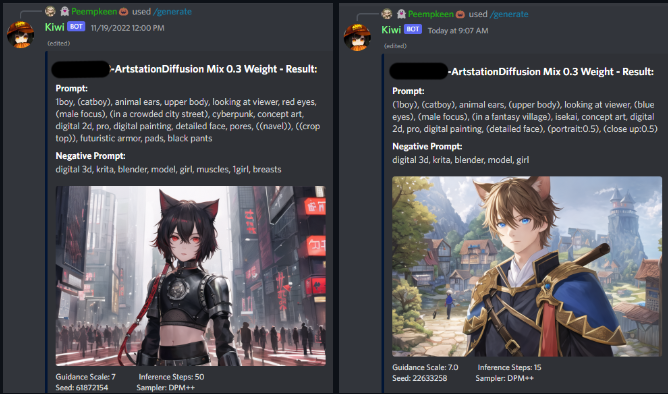 Peempkeen used /generate
Kiwi BOT 11/19/2022 12:00 PM
(edited)
-ArtstationDiffusion Mix 0.3 Weight - Result:
Prompt:
1boy, (catboy), animal ears, upper body, looking at viewer, red eyes,
(male focus), (in a crowded city street), cyberpunk, concept art,
digital 2d, pro, digital painting, detailed face, pores, ((navel)), ((crop
top)), futuristic armor, pads, black pants
Negative Prompt:
digital 3d, krita, blender, model, girl, muscles, 1girl, breasts
Guidance Scale: 7 Inference Steps: 50
Seed: 61872154 Sampler: DPM++
Peempkeen used /generate
Kiwi BOT Today at 9:07 AM
(edited)
-ArtstationDiffusion Mix 0.3 Weight - Result:
Prompt:
(1boy), (catboy), animal ears, (upper body), looking at viewer, (blue
eyes), (male focus), (in a fantasy village), isekai, concept art, digital
2d, pro, digital painting, (detailed face), (portrait:0.5), (close up:0.5)
Negative Prompt:
digital 3d, krita, blender, model, girl
Guidance Scale: 7.0 Inference Steps: 15
Seed: 22633258 Sampler: DPM++